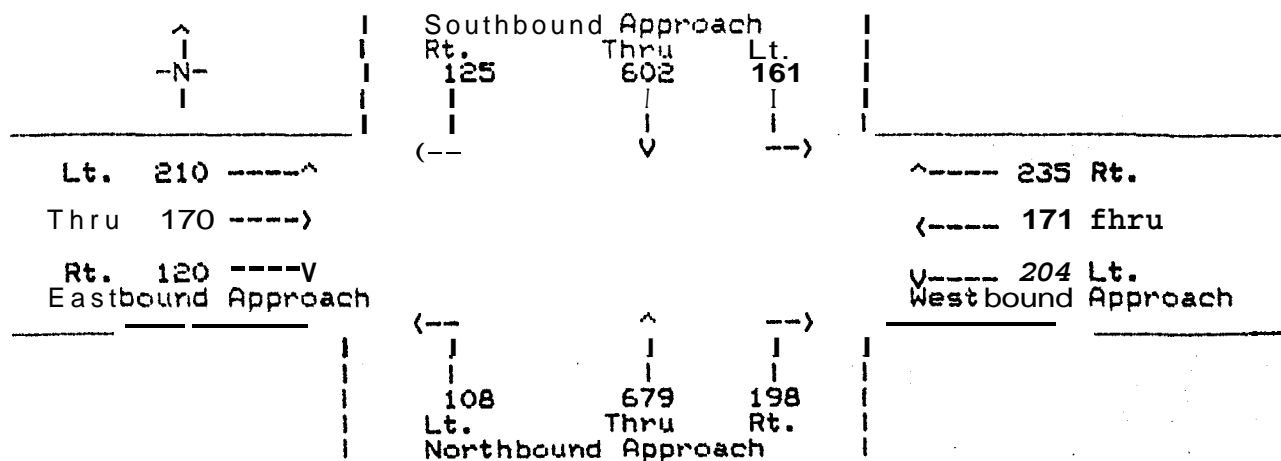 Southbound Approach
Rt. Thru Lt.
-N- 125 602 161
(-- V -->
Lt. 210 ----^ ^---- 235 Rt.
Thru 170 ----> <---- 171 fhru
Rt. 120 ----V V---- 204 Lt.
Eastbound Approach Westbound Approach
<-- ^ -->
108 679 198
Lt. Thru Rt.
Northbound Approach